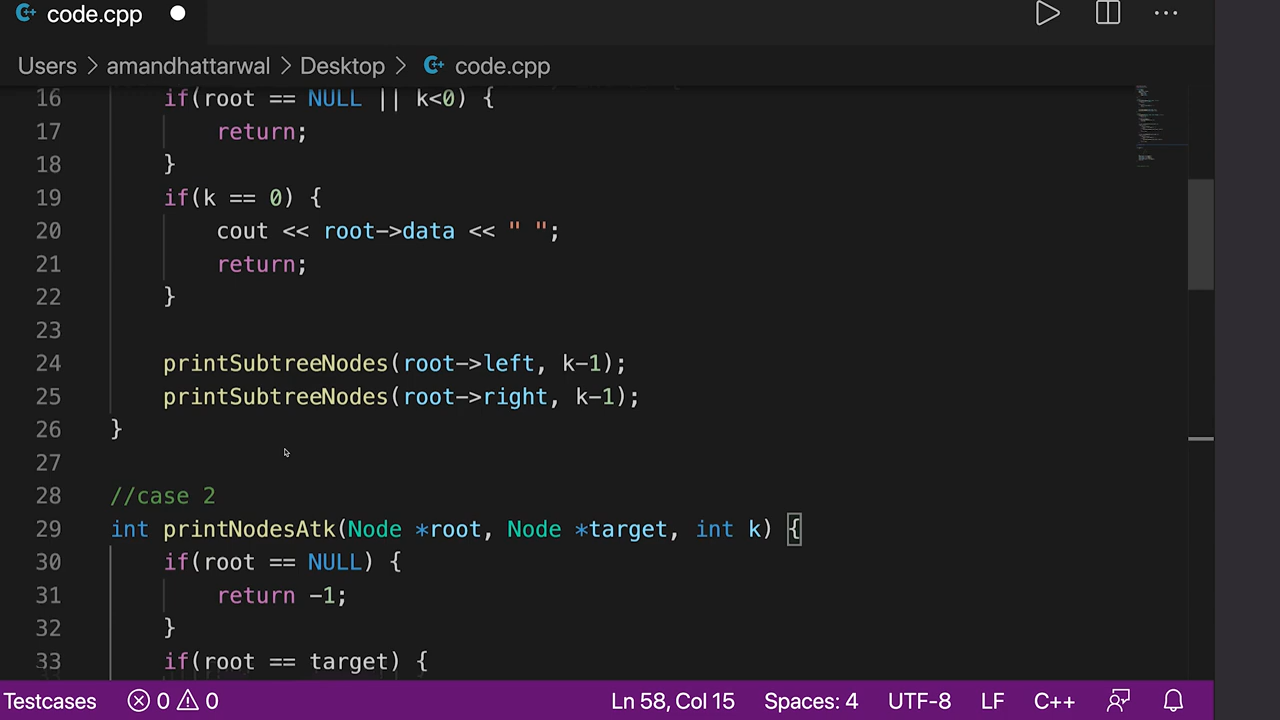 code.cpp
Users > amandhattarwal > Desktop > code.cpp
16 if(root == NULL || k<0) {
17 return;
18 }
19 if(k == 0) {
20 cout << root->data << " ";
21 return;
22 }
23
24 printSubtreeNodes(root->left, k-1);
25 printSubtreeNodes(root->right, k-1);
26 }
27
28 //case 2
29 int printNodesAtk(Node *root, Node *target, int k) {
30 if(root == NULL) {
31 return -1;
32 }
33 if(root == target) {
Testcases 0 0 Ln 58, Col 15 Spaces: 4 UTF-8 LF C++